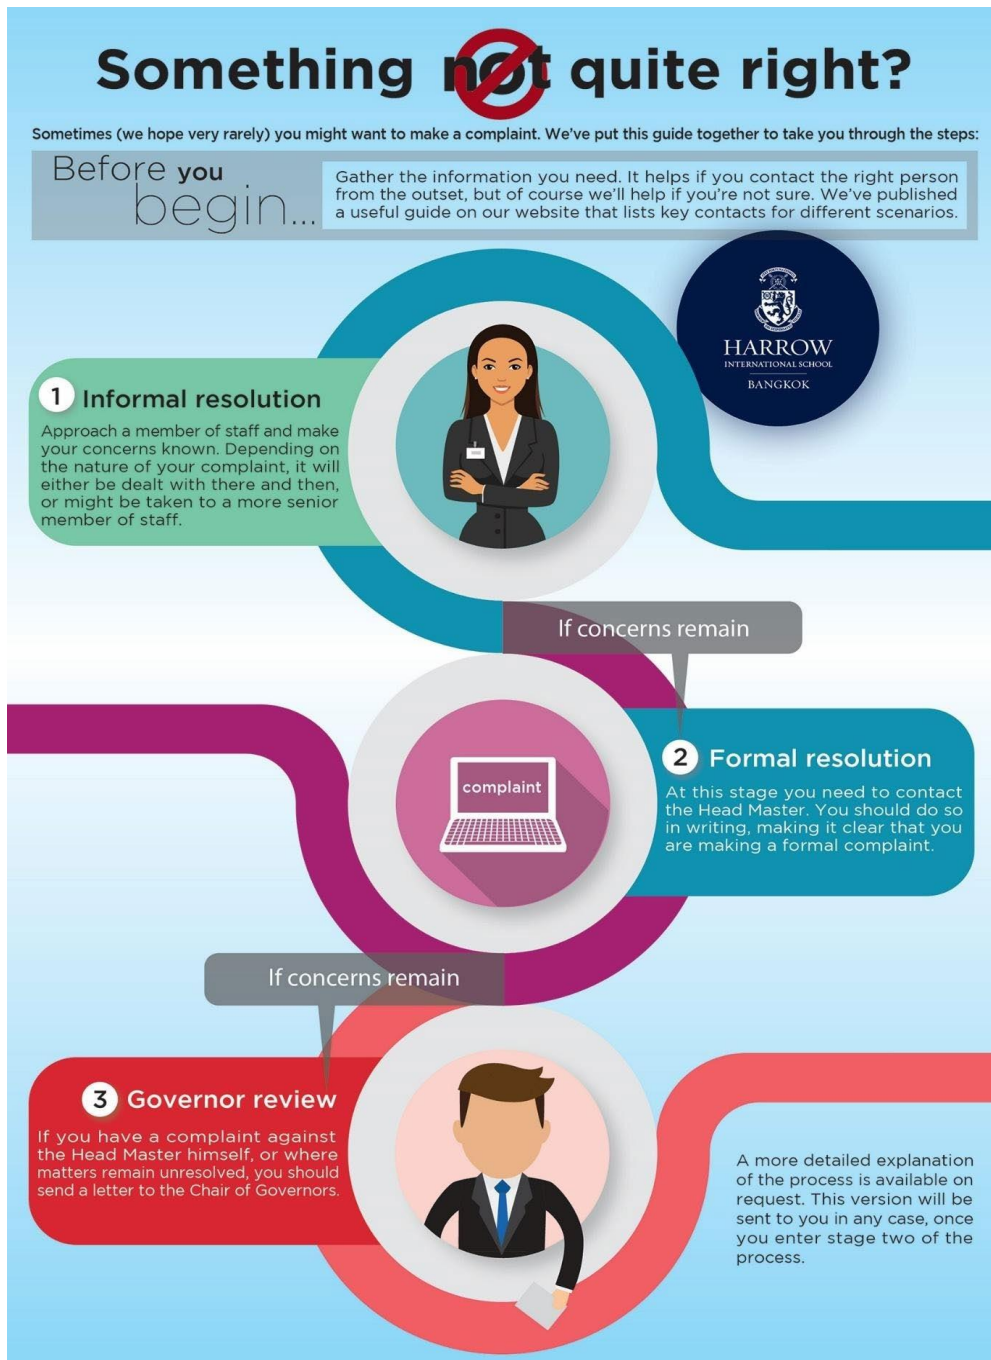 Something not quite right?
Sometimes (we hope very rarely) you might want to make a complaint. We've put this guide together to take you through the steps:
Before you
begin...
Gather the information you need. It helps if you contact the right person
from the outset, but of course we'll help if you're not sure. We've published
a useful guide on our website that lists key contacts for different scenarios.
HARROW
INTERNATIONAL SCHOOL
BANGKOK
1 Informal resolution
Approach a member of staff and make
your concerns known. Depending on
the nature of your complaint, it will
either be dealt with there and then,
or might be taken to a more senior
member of staff.
If concerns remain
2 Formal resolution
At this stage you need to contact
the Head Master. You should do so
in writing, making it clear that you
are making a formal complaint.
complaint
If concerns remain
3 Governor review
If you have a complaint against
the Head Master himself, or where
matters remain unresolved, you should
send a letter to the Chair of Governors.
A more detailed explanation
of the process is available on
request. This version will be
sent to you in any case, once
you enter stage two of the
process.